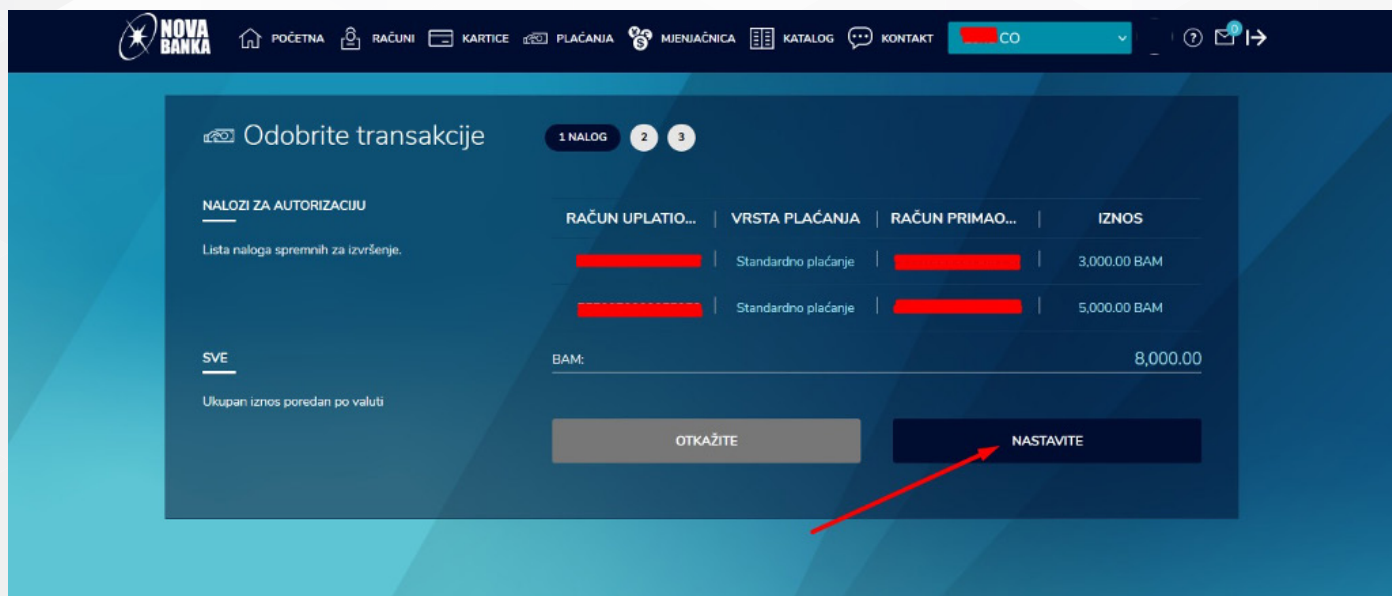 NOVA BANKA POČETNA RAČUNI KARTICE PLAĆANJA MJENJAČNICA KATALOG KONTAKT CO 0
Odobrite transakcije 1 NALOG 2 3
NALOZI ZA AUTORIZACIJU
RAČUN UPLATIO... VRSTA PLAĆANJA RAČUN PRIMAO... IZNOS
Lista naloga spremnih za izvršenje.
Standardno plaćanje 3,000.00 BAM
Standardno plaćanje 5,000.00 BAM
SVE BAM: 8,000.00
Ukupan iznos poredan po valuti
OTKAŽITE NASTAVITE